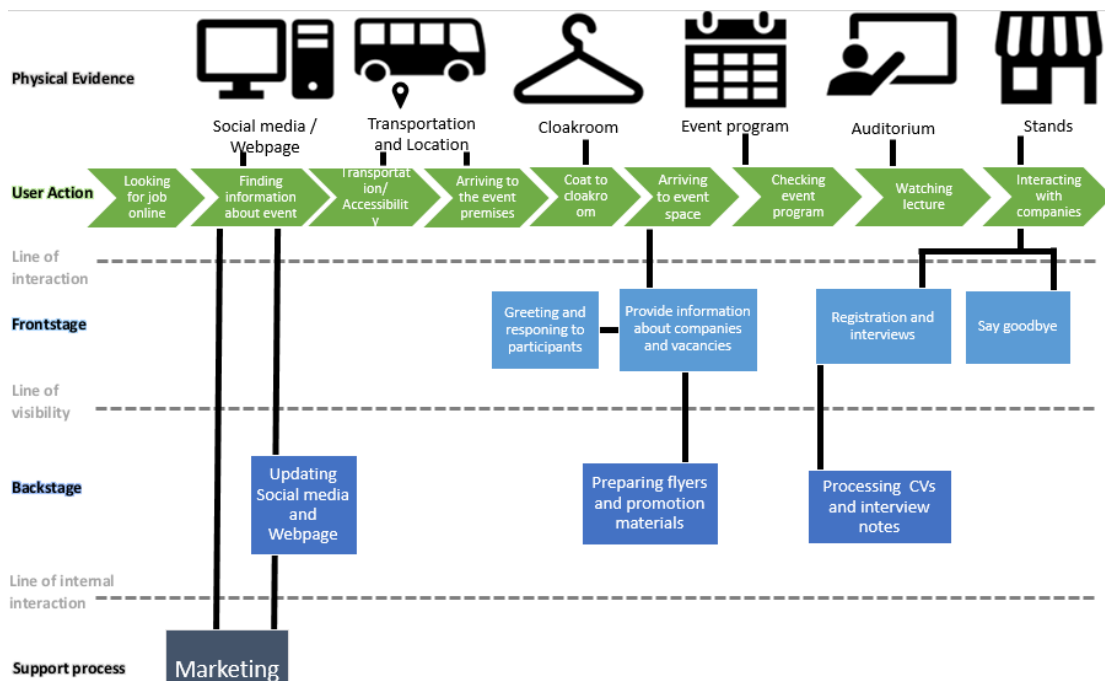 Physical Evidence
Social media /
Webpage
Transportation
and Location
Cloakroom
Event program
Auditorium
Stands
User Action
Looking
for job
online
Finding
information
about event
Transportat
ion/
Accessibilit
y
Arriving to
the event
premises
Coat to
cloakroo
m
Arriving
to event
space
Checking
event
program
Watching
lecture
Interacting
with
companies
Line of
interaction
Frontstage
Greeting and
responing to
participants
Provide information
about companies
and vacancies
Registration and
interviews
Say goodbye
Line of
visibility
Backstage
Updating
Social media
and
Webpage
Preparing flyers
and promotion
materials
Processing CVs
and interview
notes
Line of internal
interaction
Support process
Marketing